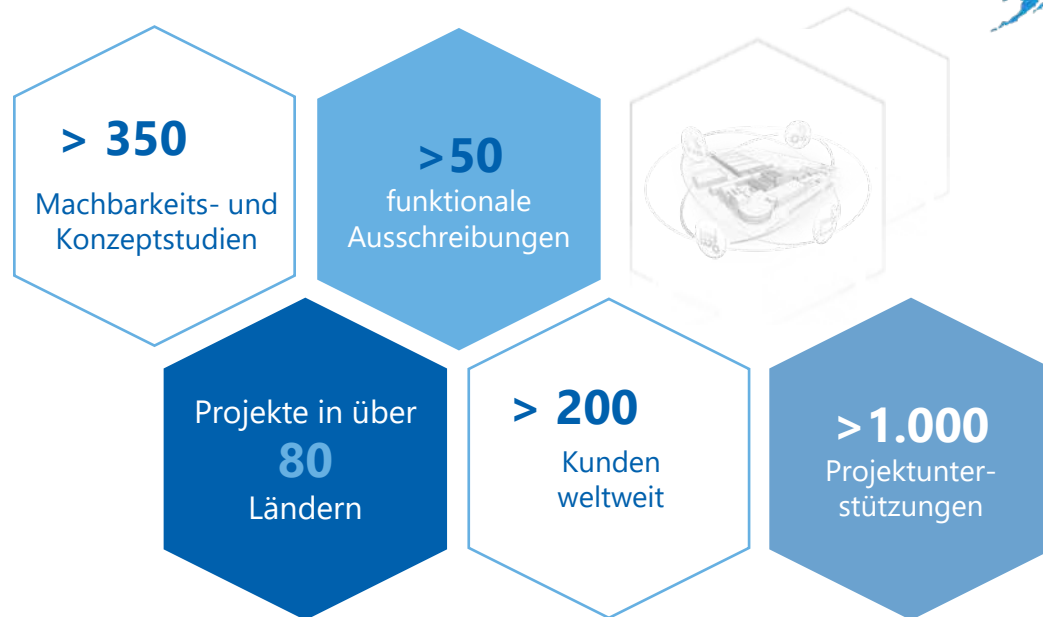 > 350
Machbarkeits- und
Konzeptstudien
>50
funktionale
Ausschreibungen
Projekte in über
80
Ländern
> 200
Kunden
weltweit
>1.000
Projektunter-
stützungen